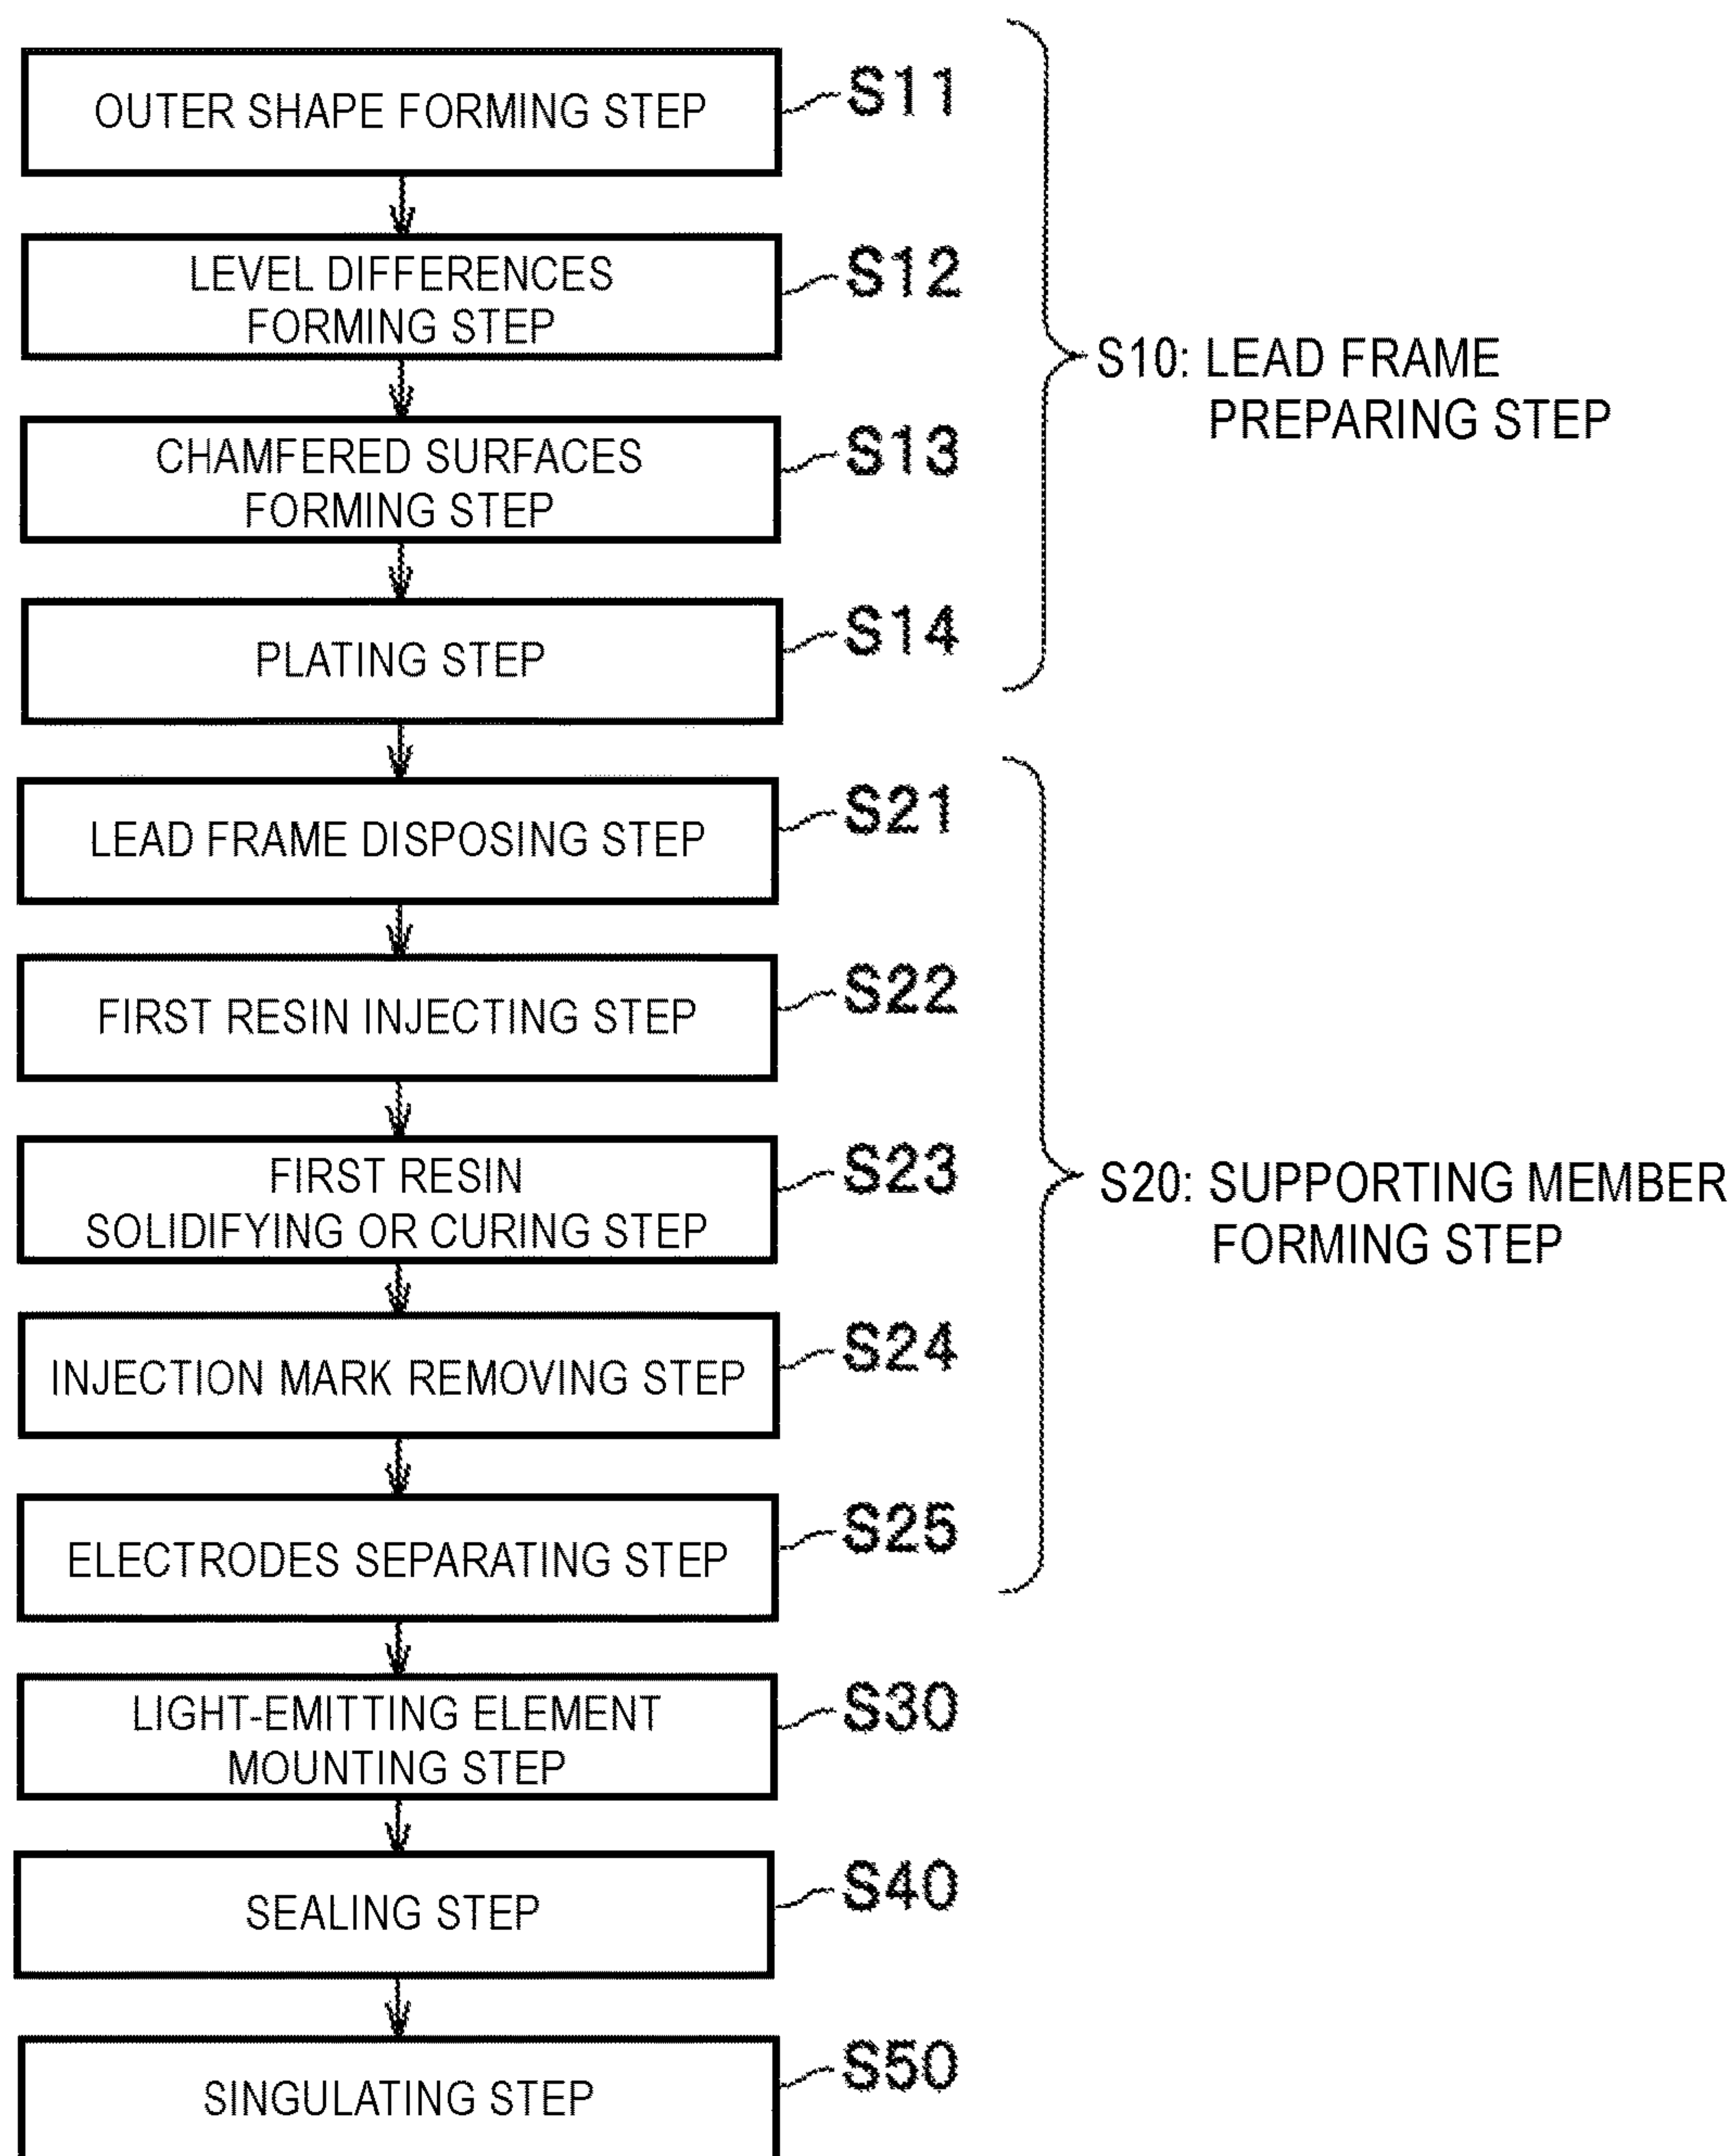 OUTER SHAPE FORMING STEP
S11
LEVEL DIFFERENCES
FORMING STEP
S12
CHAMFERED SURFACES
FORMING STEP
S13
PLATING STEP
S14
S10: LEAD FRAME
PREPARING STEP
LEAD FRAME DISPOSING STEP
S21
FIRST RESIN INJECTING STEP
S22
FIRST RESIN
SOLIDIFYING OR CURING STEP
S23
INJECTION MARK REMOVING STEP
S24
ELECTRODES SEPARATING STEP
S25
S20: SUPPORTING MEMBER
FORMING STEP
LIGHT-EMITTING ELEMENT
MOUNTING STEP
S30
SEALING STEP
S40
SINGULATING STEP
S50